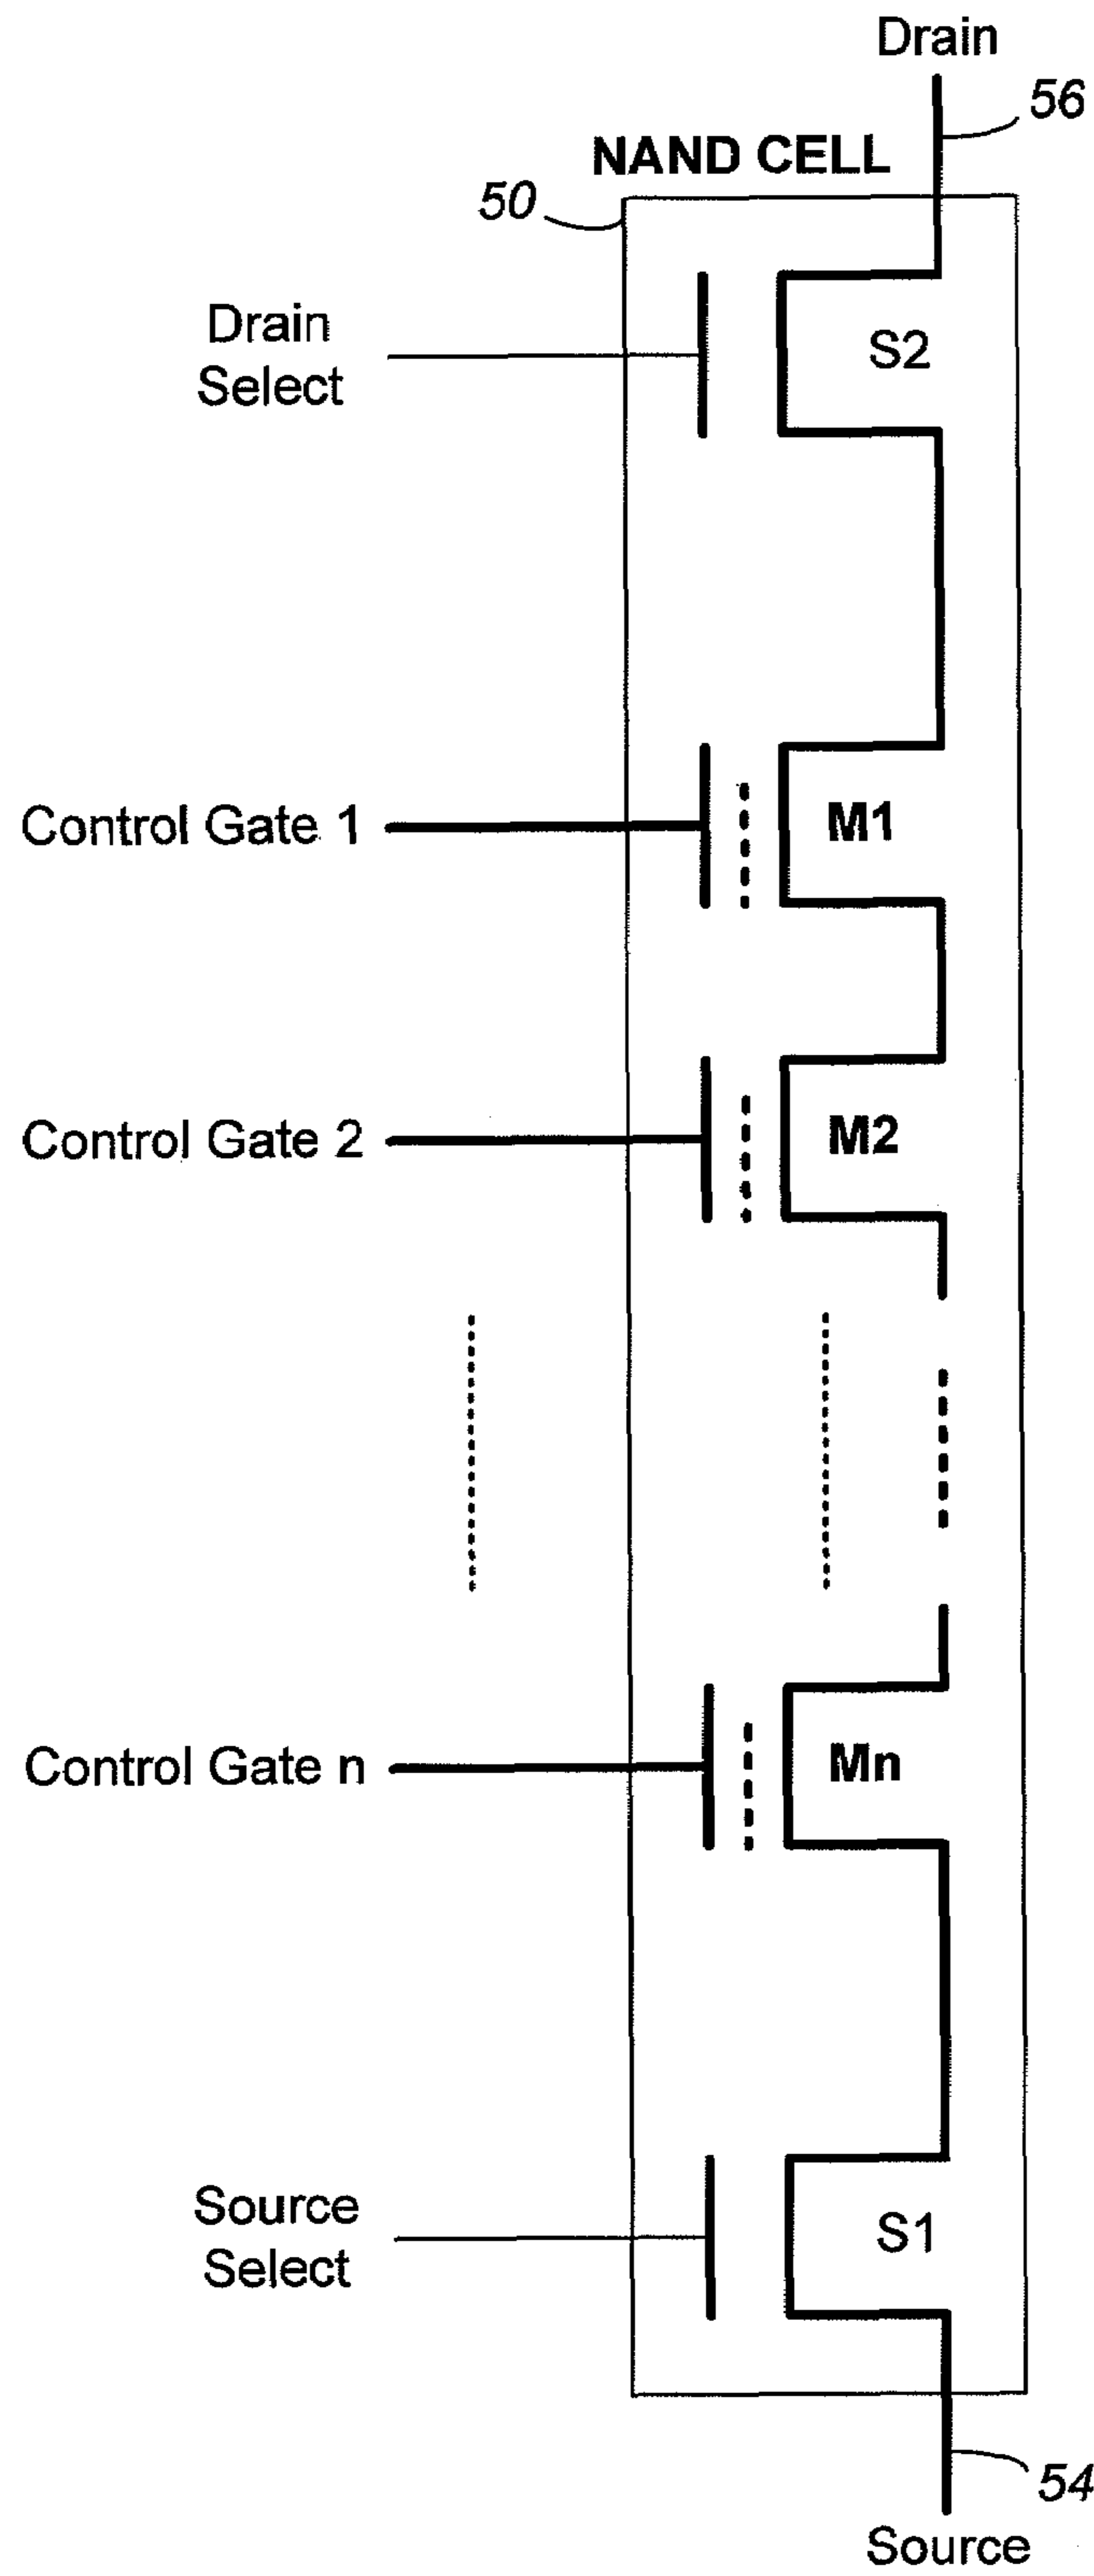 Drain
56
NAND CELL
50
Drain
Select
S2
Control Gate 1
M1
Control Gate 2
M2
Control Gate n
Mn
Source
Select
S1
54
Source